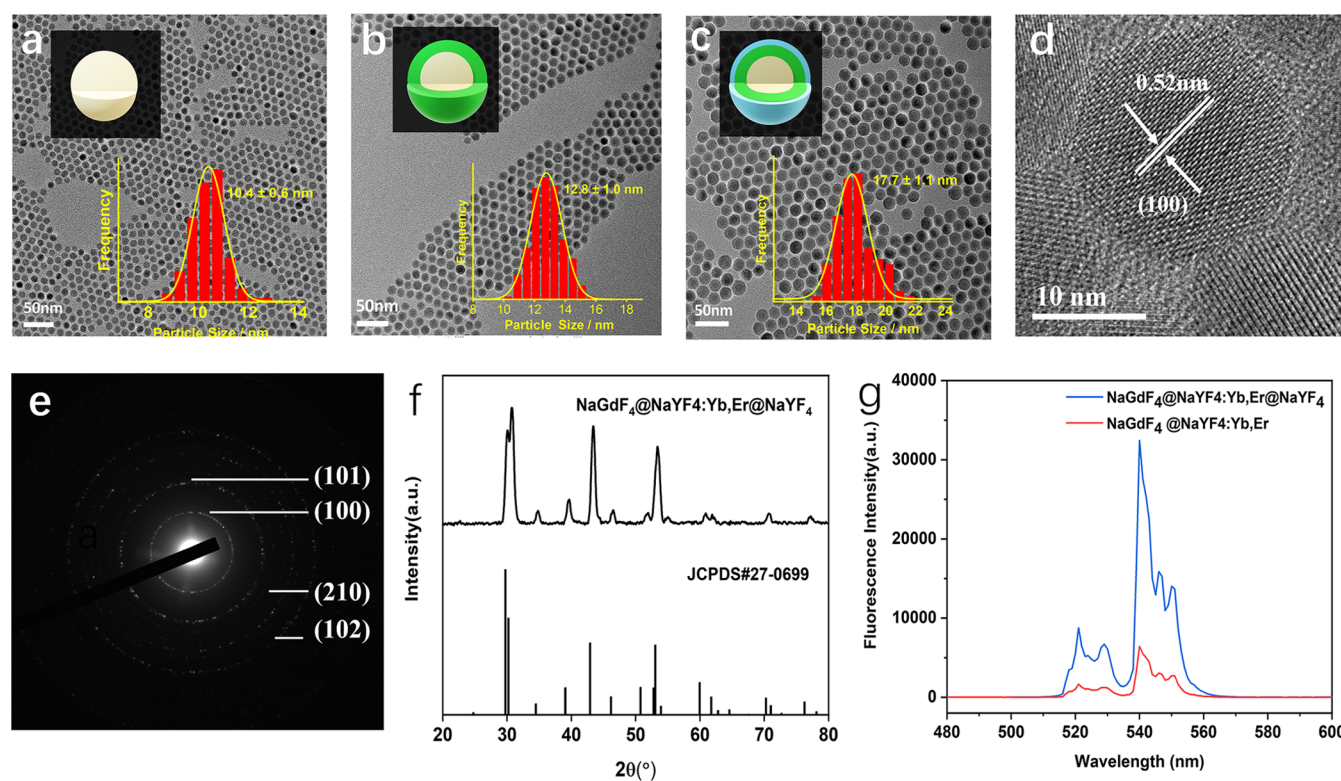 a
10.4 ± 0.6 nm
Frequency
50nm
8
10
12
14
Particle Size / nm
b
12.8 ± 1.0 nm
Frequency
50nm
8
10
12
14
16
18
Particle Size / nm
c
17.7 ± 1.1 nm
Frequency
50nm
14
16
18
20
22
24
Particle Size / nm
d
0.52nm
(100)
10 nm
e
(101)
(100)
a
(210)
(102)
f
NaGdF₄@NaYF4:Yb,Er@NaYF₄
JCPDS#27-0699
Intensity(a.u.)
20
30
40
50
60
70
80
2θ(°)
g
NaGdF₄@NaYF4:Yb,Er@NaYF₄
NaGdF₄ @NaYF4:Yb,Er
Fluorescence Intensity(a.u.)
40000
30000
20000
10000
0
480
500
520
540
560
580
600
Wavelength (nm)